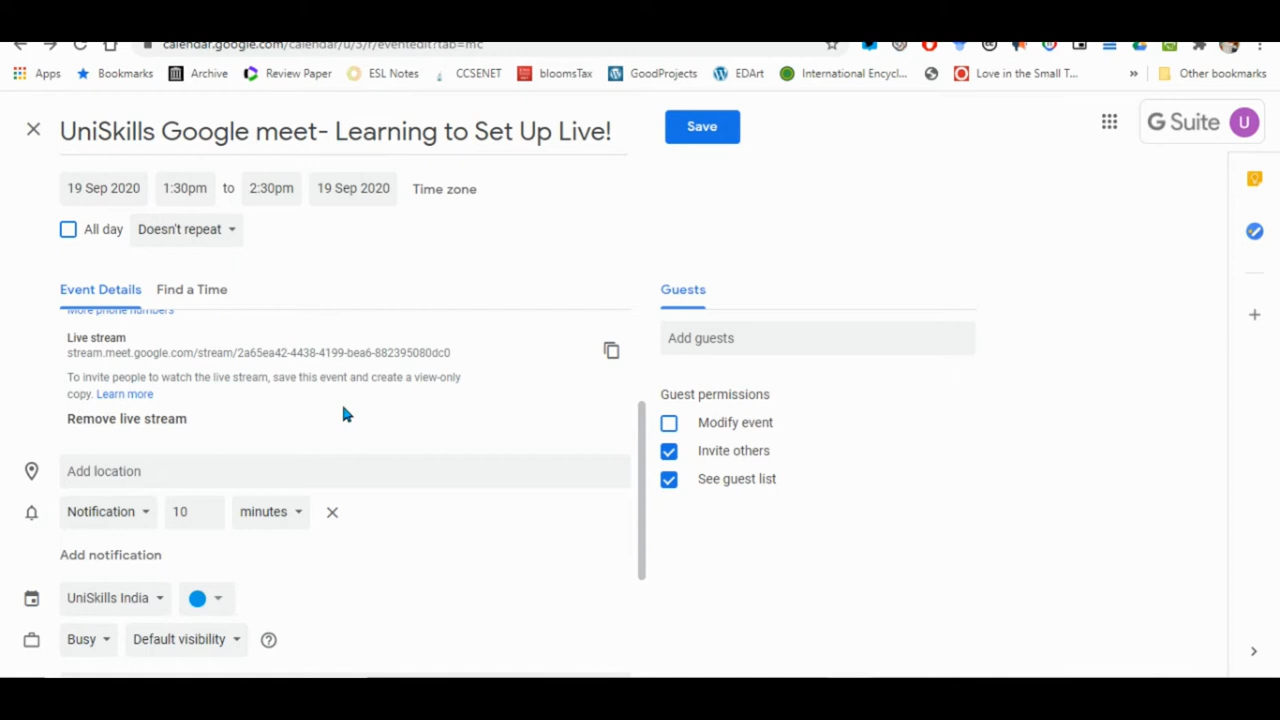 calendar.google.com/calendar/u/3/r/eventedit?tab=mc
Apps Bookmarks Archive Review Paper ESL Notes CCSENET bloomsTax GoodProjects EDArt International Encycl... Love in the Small T... » Other bookmarks
UniSkills Google meet- Learning to Set Up Live!
Save
G Suite U
19 Sep 2020 1:30pm to 2:30pm 19 Sep 2020 Time zone
All day Doesn't repeat
Event Details Find a Time
Guests
More phone numbers
Live stream
stream.meet.google.com/stream/2a65ea42-4438-4199-bea6-882395080dc0
To invite people to watch the live stream, save this event and create a view-only
copy. Learn more
Remove live stream
Add guests
Guest permissions
Modify event
Invite others
See guest list
Add location
Notification 10 minutes
Add notification
UniSkills India
Busy Default visibility